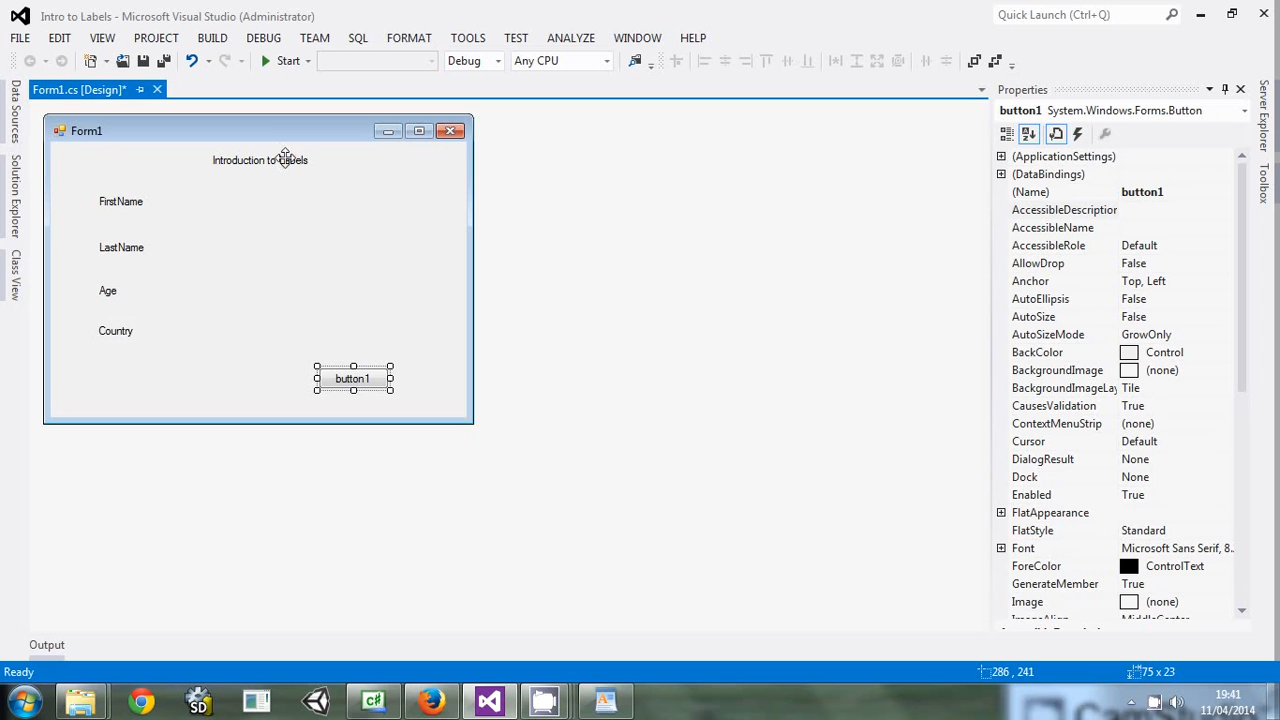 Intro to Labels - Microsoft Visual Studio (Administrator)
Quick Launch (Ctrl+Q)
FILE EDIT VIEW PROJECT BUILD DEBUG TEAM SQL FORMAT TOOLS TEST ANALYZE WINDOW HELP
Start Debug Any CPU
Form1.cs [Design]*
Data Sources
Solution Explorer
Class View
Form1
Introduction to Labels
FirstName
LastName
Age
Country
button1
Properties
button1 System.Windows.Forms.Button
(ApplicationSettings)
(DataBindings)
(Name) button1
AccessibleDescription
AccessibleName
AccessibleRole Default
AllowDrop False
Anchor Top, Left
AutoEllipsis False
AutoSize False
AutoSizeMode GrowOnly
BackColor Control
BackgroundImage (none)
BackgroundImageLay Tile
CausesValidation True
ContextMenuStrip (none)
Cursor Default
DialogResult None
Dock None
Enabled True
FlatAppearance
FlatStyle Standard
Font Microsoft Sans Serif, 8..
ForeColor ControlText
GenerateMember True
Image (none)
ImageAlign MiddleCenter
Server Explorer
Toolbox
Output
Ready 286 , 241 75 x 23
SD
C#
19:41
11/04/2014